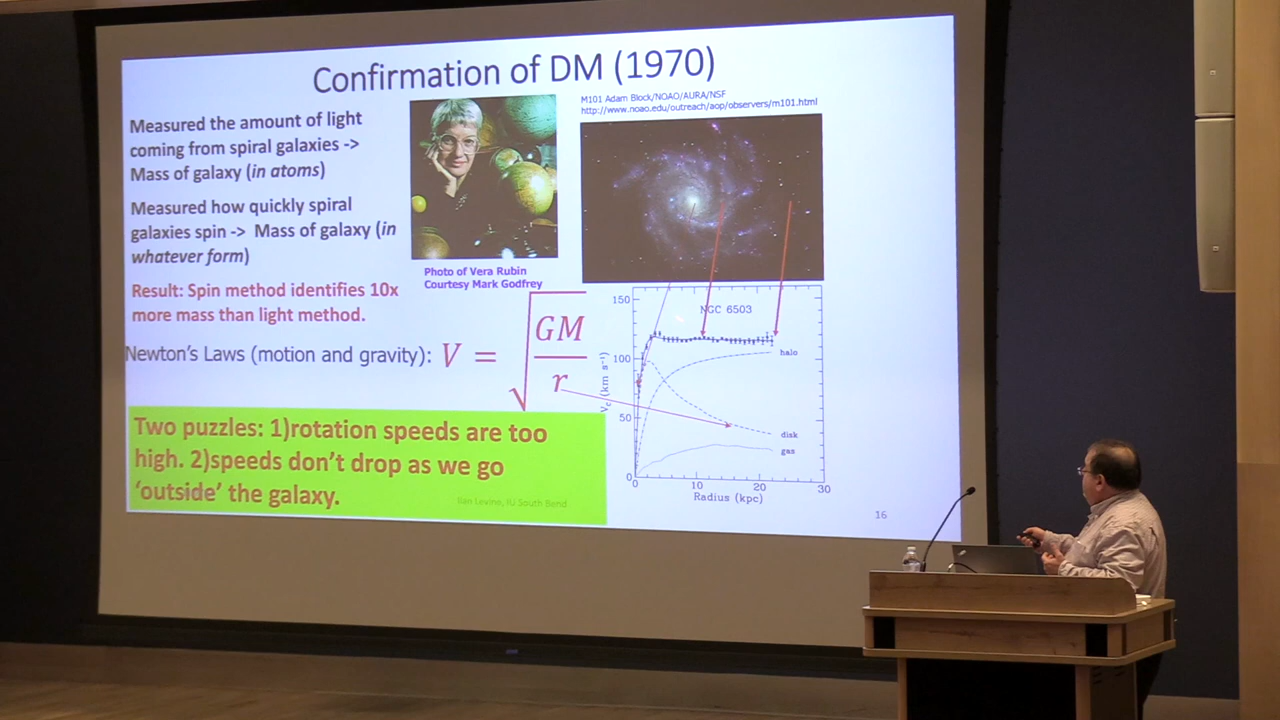 Confirmation of DM (1970)
Measured the amount of light
coming from spiral galaxies ->
Mass of galaxy (in atoms)
Measured how quickly spiral
galaxies spin -> Mass of galaxy (in
whatever form)
Result: Spin method identifies 10x
more mass than light method.
Photo of Vera Rubin
Courtesy Mark Godfrey
M101 Adam Block/NOAO/AURA/NSF
http://www.noao.edu/outreach/aop/observers/m101.html
Newton's Laws (motion and gravity): V = √(GM/r)
Two puzzles: 1)rotation speeds are too
high. 2)speeds don't drop as we go
'outside' the galaxy.
Ilan Levine, IU South Bend
NGC 6503
150
100
50
0
Vc (km s⁻¹)
halo
disk
gas
0 10 20 30
Radius (kpc)
16